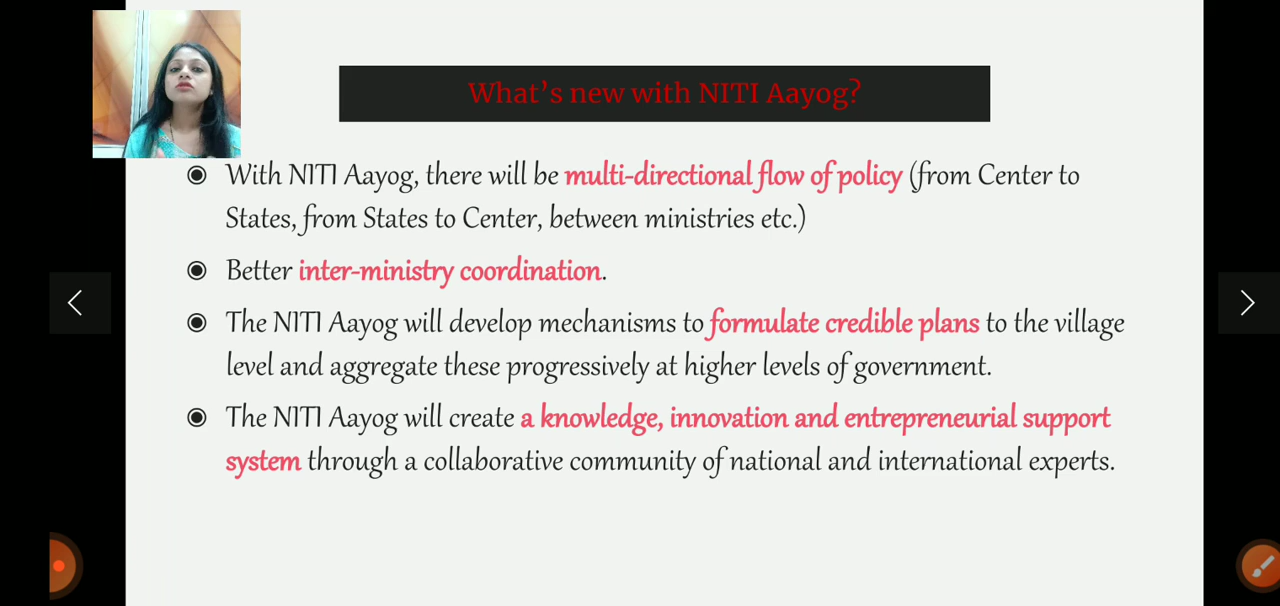 What’s new with NITI Aayog?
With NITI Aayog, there will be multi-directional flow of policy (from Center to
States, from States to Center, between ministries etc.)
Better inter-ministry coordination.
The NITI Aayog will develop mechanisms to formulate credible plans to the village
level and aggregate these progressively at higher levels of government.
The NITI Aayog will create a knowledge, innovation and entrepreneurial support
system through a collaborative community of national and international experts.